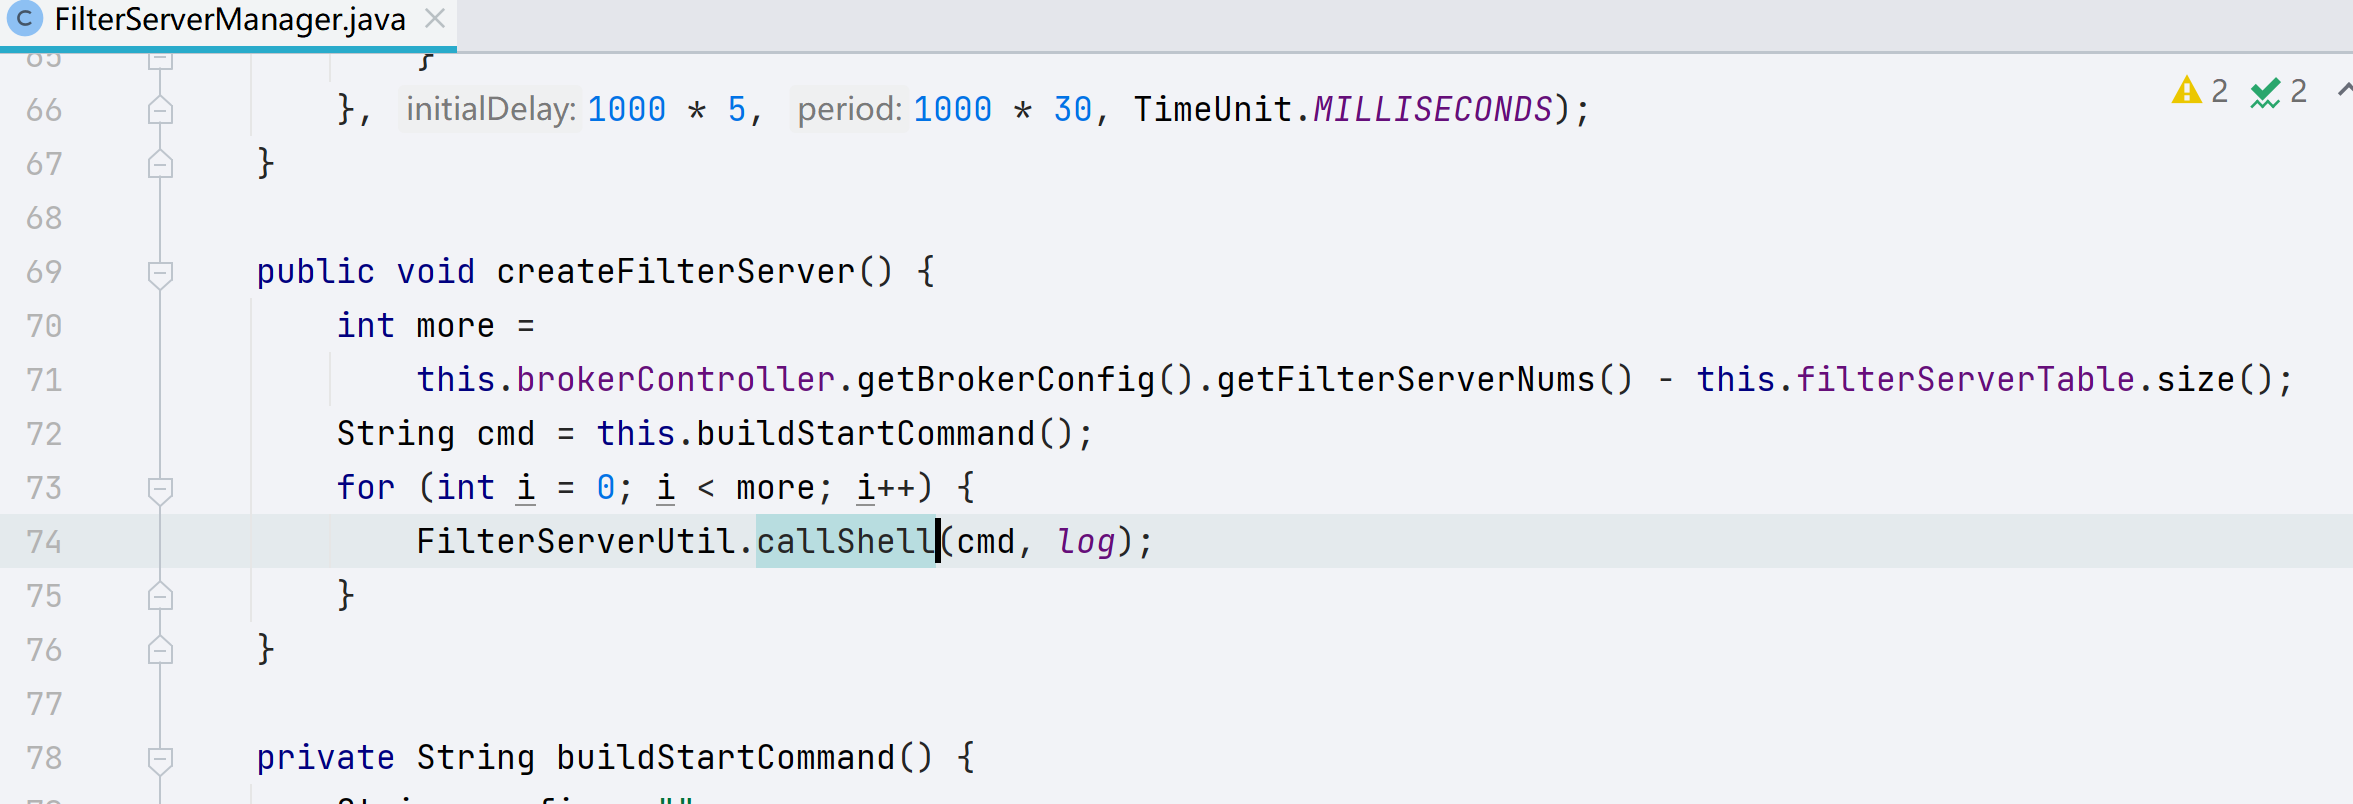 C FilterServerManager.java
65 }
66 }, initialDelay: 1000 * 5, period: 1000 * 30, TimeUnit.MILLISECONDS); 2 2
67 }
68
69 public void createFilterServer() {
70 int more =
71 this.brokerController.getBrokerConfig().getFilterServerNums() - this.filterServerTable.size();
72 String cmd = this.buildStartCommand();
73 for (int i = 0; i < more; i++) {
74 FilterServerUtil.callShell(cmd, log);
75 }
76 }
77
78 private String buildStartCommand() {